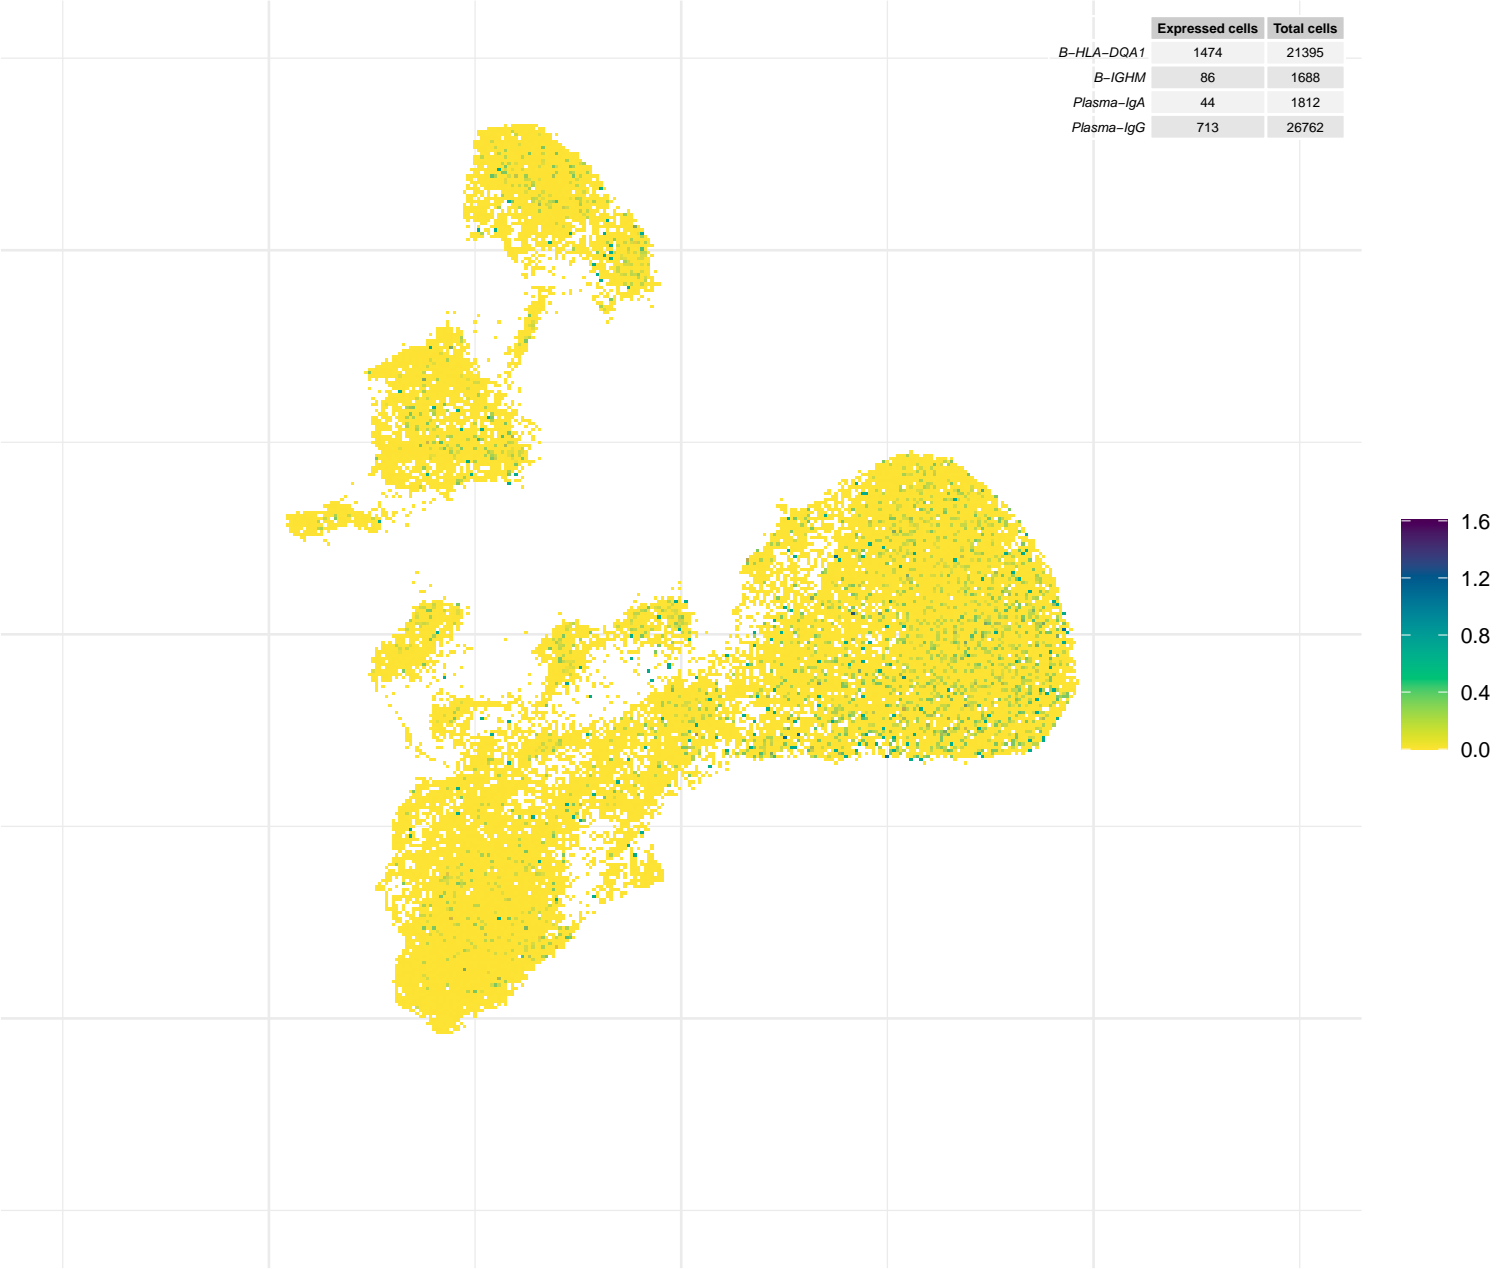 Expressed cells Total cells
B−HLA−DQA1 1474 21395
B−IGHM 86 1688
Plasma−IgA 44 1812
Plasma−IgG 713 26762
1.6
1.2
0.8
0.4
0.0